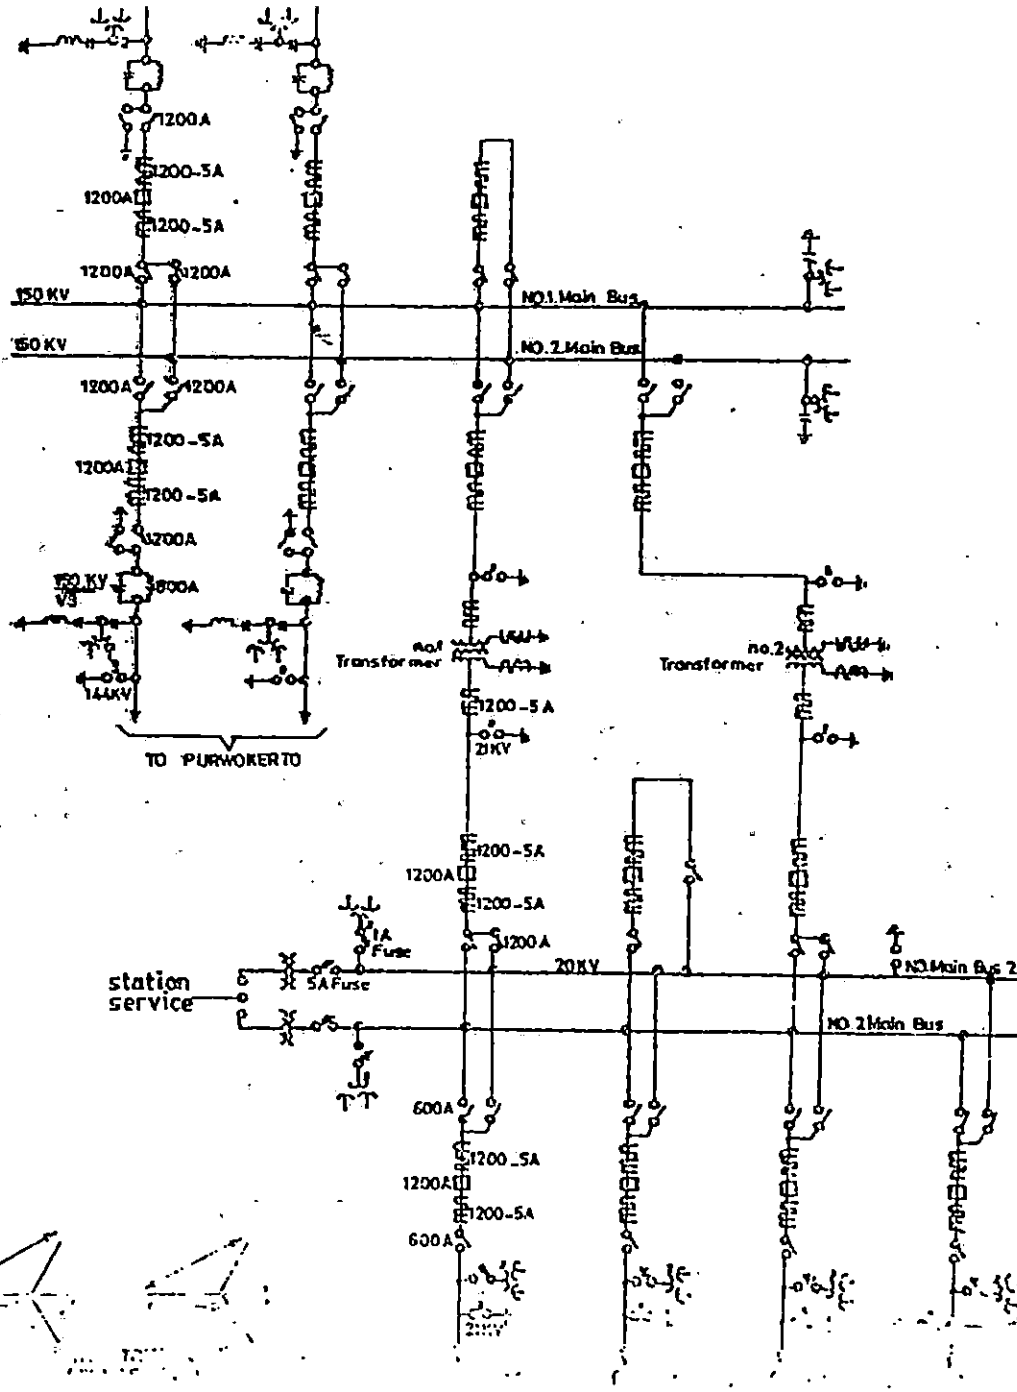 1200A
1200-5A
1200A
1200-5A
1200A 1200A
150 KV NO.1.Main Bus
150 KV NO.2.Main Bus
1200A 1200A
1200-5A
1200A
1200-5A
1200A
150 KV
√3
800A
no.1
Transformer
no.2
Transformer
144KV
1200-5A
21KV
TO PURWOKERTO
1200-5A
1200A
1200-5A
1200A
1A
Fuse
20KV
NO.Main Bus 2
station
service
5A Fuse
NO.2Main Bus
600A
1200-5A
1200A
1200-5A
600A